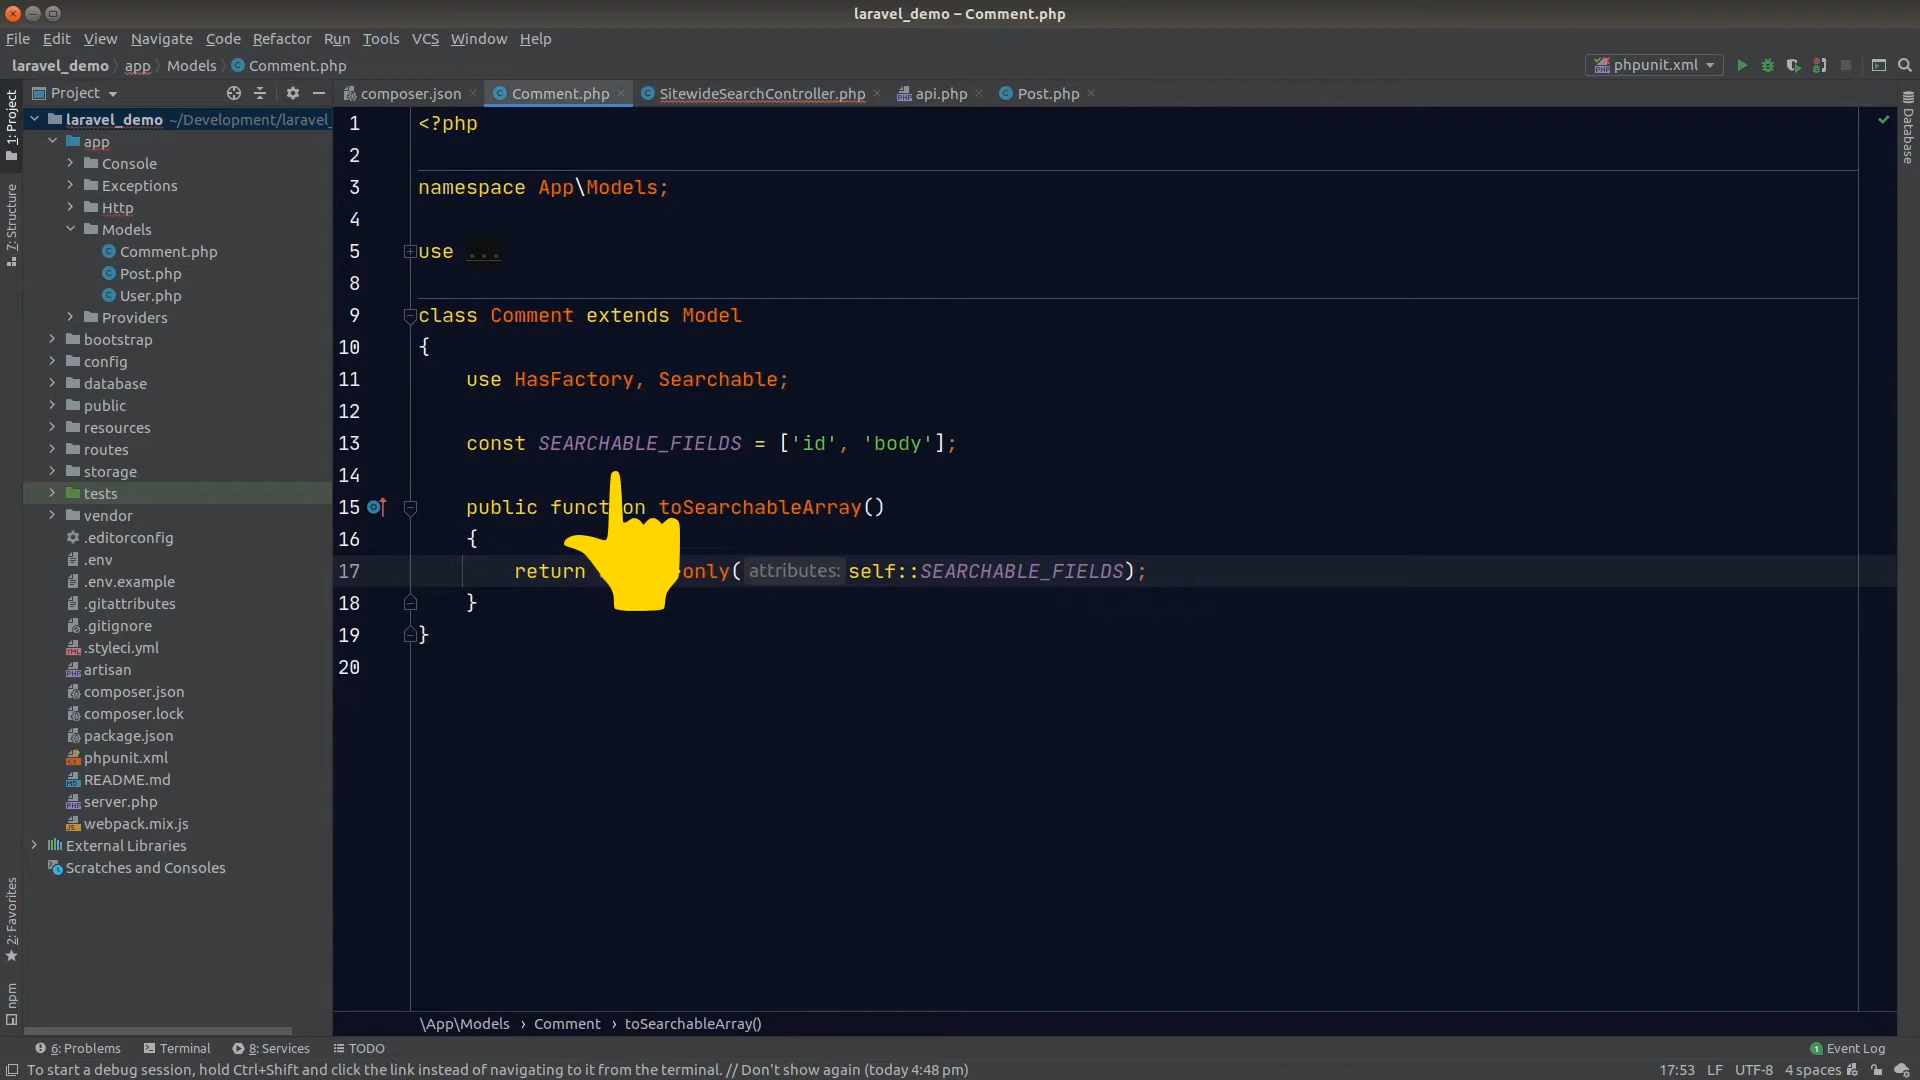 laravel_demo – Comment.php
File Edit View Navigate Code Refactor Run Tools VCS Window Help
laravel_demo app Models Comment.php
phpunit.xml
Project
composer.json Comment.php SitewideSearchController.php api.php Post.php
1: Project
7: Structure
2: Favorites
npm
Database
laravel_demo ~/Development/laravel_
app
Console
Exceptions
Http
Models
Comment.php
Post.php
User.php
Providers
bootstrap
config
database
public
resources
routes
storage
tests
vendor
.editorconfig
.env
.env.example
.gitattributes
.gitignore
.styleci.yml
artisan
composer.json
composer.lock
package.json
phpunit.xml
README.md
server.php
webpack.mix.js
External Libraries
Scratches and Consoles
1 <?php
2
3 namespace App\Models;
4
5 use ...
8
9 class Comment extends Model
10 {
11 use HasFactory, Searchable;
12
13 const SEARCHABLE_FIELDS = ['id', 'body'];
14
15 public function toSearchableArray()
16 {
17 return only( attributes: self::SEARCHABLE_FIELDS);
18 }
19 }
20
\App\Models › Comment › toSearchableArray()
6: Problems Terminal 8: Services TODO
1 Event Log
To start a debug session, hold Ctrl+Shift and click the link instead of navigating to it from the terminal. // Don't show again (today 4:48 pm)
17:53 LF UTF-8 4 spaces